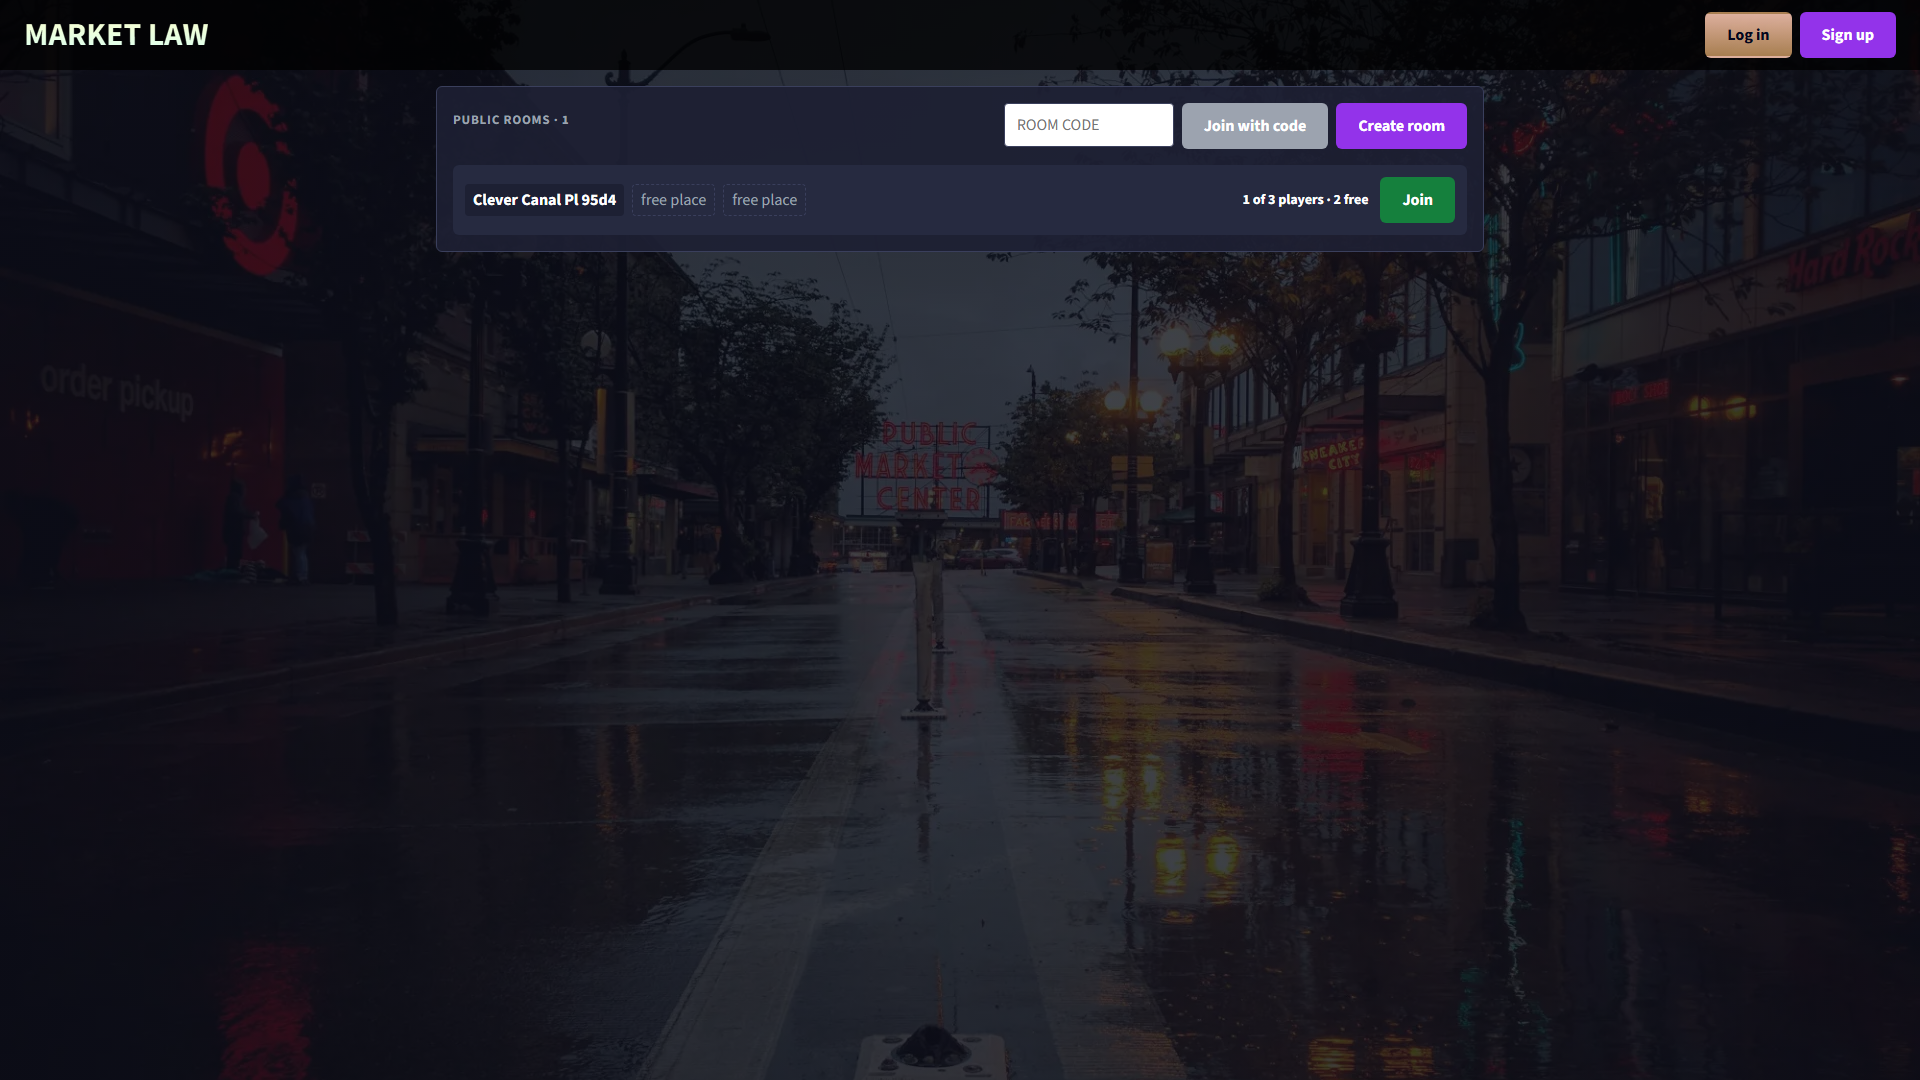 MARKET LAW
Log in
Sign up
PUBLIC ROOMS · 1
ROOM CODE
Join with code
Create room
Clever Canal Pl 95d4
free place
free place
1 of 3 players · 2 free
Join
Hard Rock
order pickup
PUBLIC
MARKET
CENTER
SNEAKER
CITY